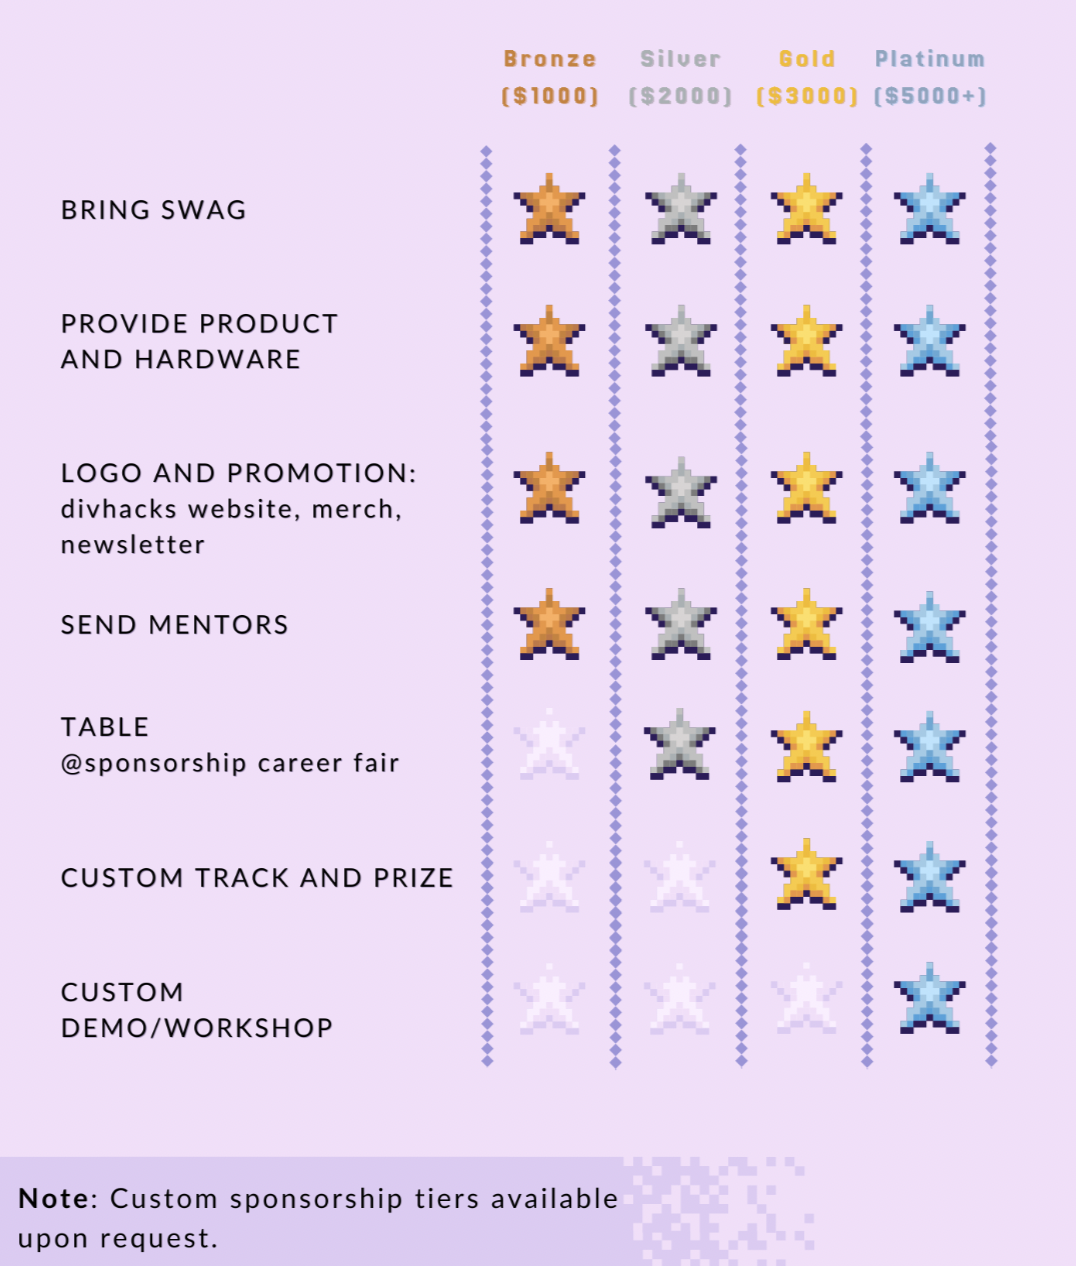 Bronze Silver Gold Platinum
($1000) ($2000) ($3000) ($5000+)
BRING SWAG
PROVIDE PRODUCT
AND HARDWARE
LOGO AND PROMOTION:
divhacks website, merch,
newsletter
SEND MENTORS
TABLE
@sponsorship career fair
CUSTOM TRACK AND PRIZE
CUSTOM
DEMO/WORKSHOP
Note: Custom sponsorship tiers available
upon request.